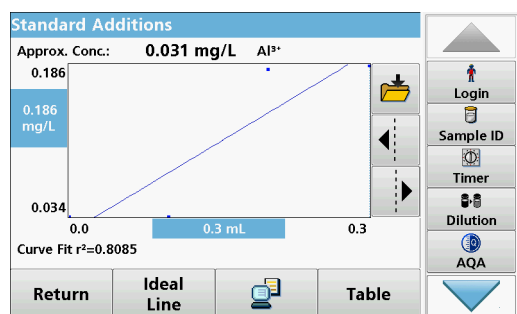 Standard Additions
Approx. Conc.: 0.031 mg/L Al³⁺
0.186
0.186
mg/L
0.034
0.0 0.3 mL 0.3
Curve Fit r²=0.8085
Return
Ideal
Line
Table
Login
Sample ID
Timer
Dilution
AQA